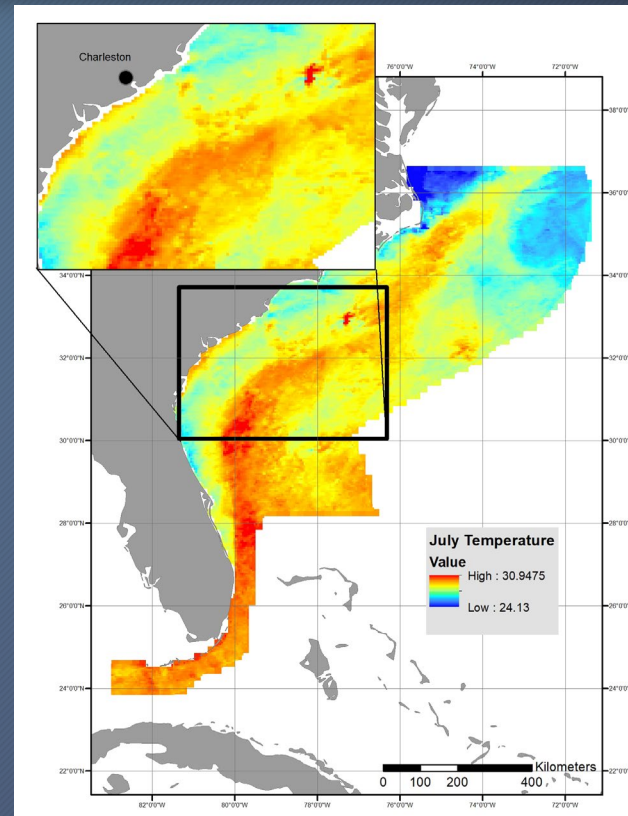 Charleston
76°0'0"W 74°0'0"W 72°0'0"W
38°0'0"N
36°0'0"N
34°0'0"N 34°0'0"N
32°0'0"N 32°0'0"N
30°0'0"N 30°0'0"N
28°0'0"N 28°0'0"N
July Temperature
Value
High : 30.9475
Low : 24.13
26°0'0"N 26°0'0"N
24°0'0"N 24°0'0"N
Kilometers
0 100 200 400
22°0'0"N 22°0'0"N
82°0'0"W 80°0'0"W 78°0'0"W 76°0'0"W 74°0'0"W 72°0'0"W